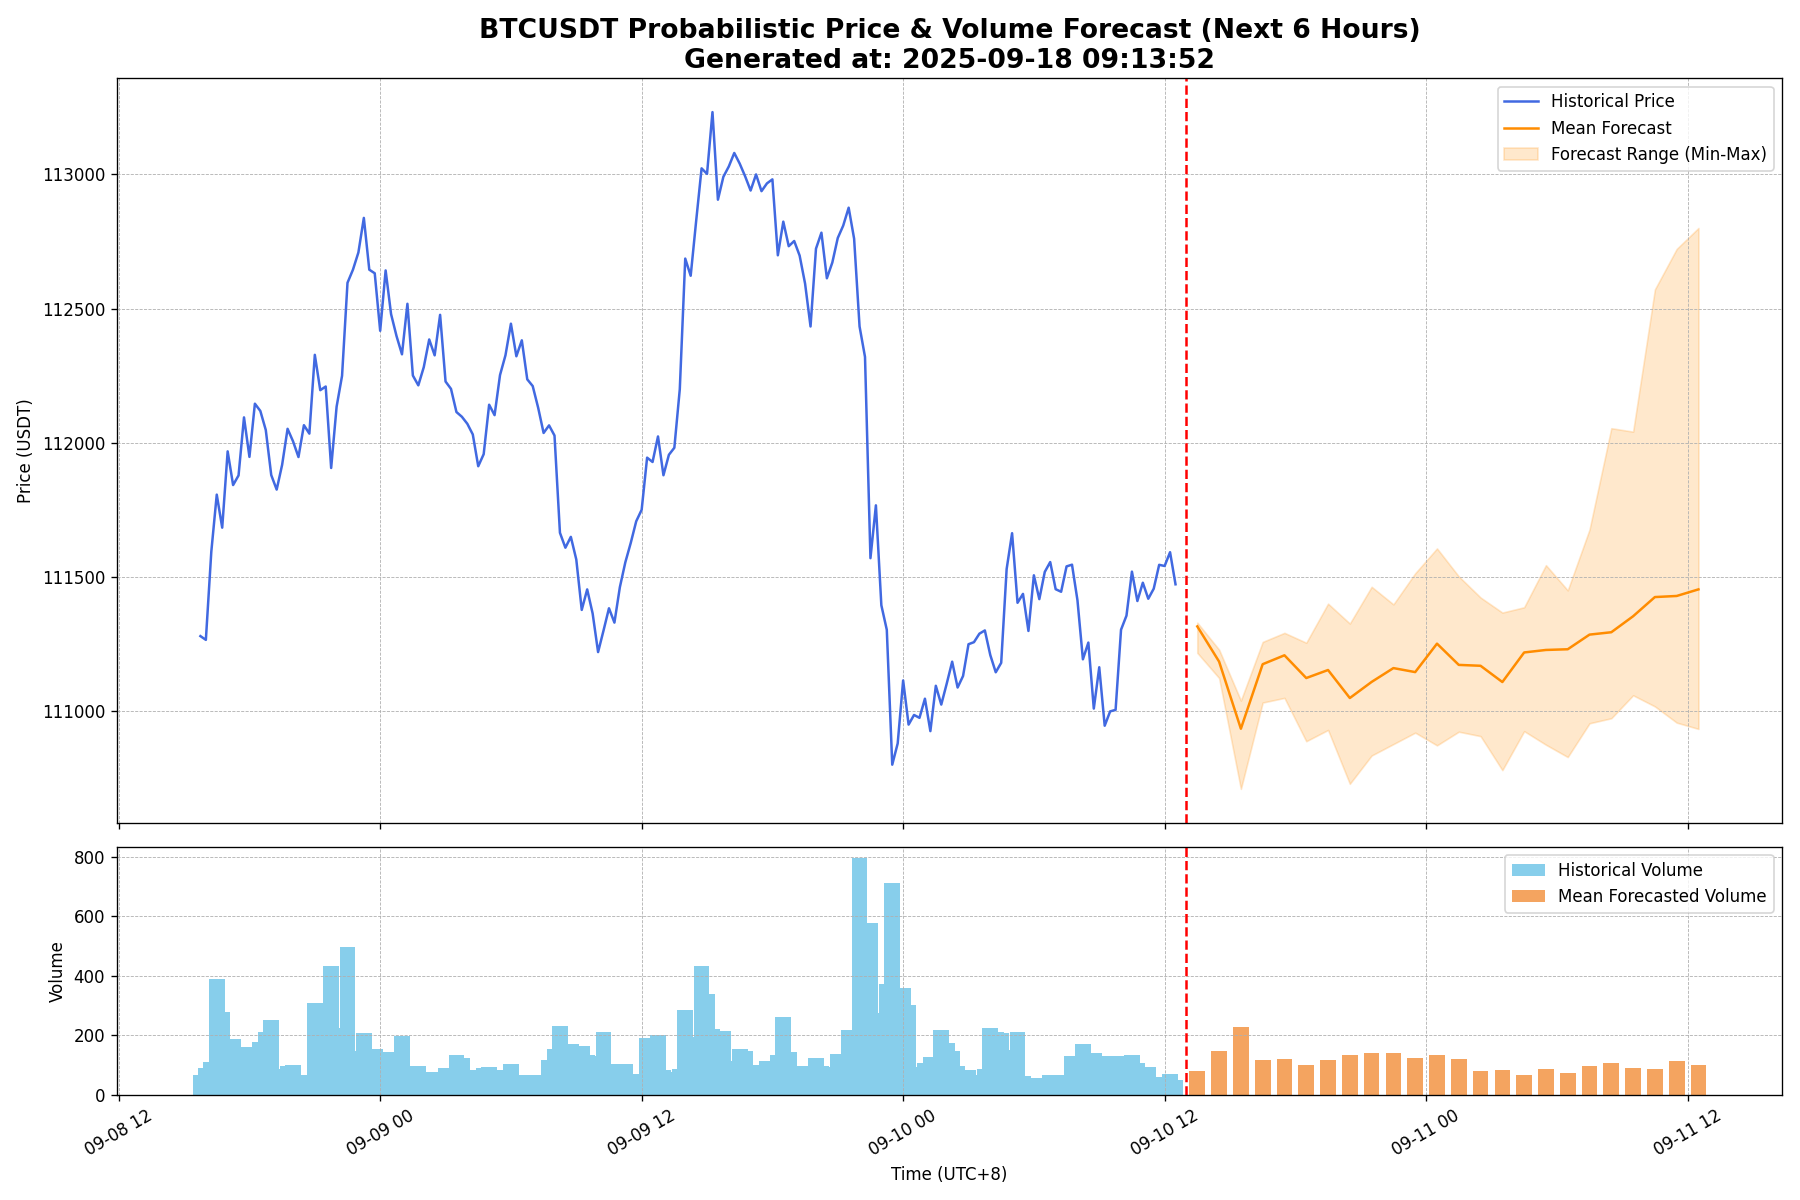 BTCUSDT Probabilistic Price & Volume Forecast (Next 6 Hours)
Generated at: 2025-09-18 09:13:52
Historical Price
Mean Forecast
Forecast Range (Min-Max)
Price (USDT)
113000
112500
112000
111500
111000
Historical Volume
Mean Forecasted Volume
Volume
800
600
400
200
0
09-08 12
09-09 00
09-09 12
09-10 00
09-10 12
09-11 00
09-11 12
Time (UTC+8)